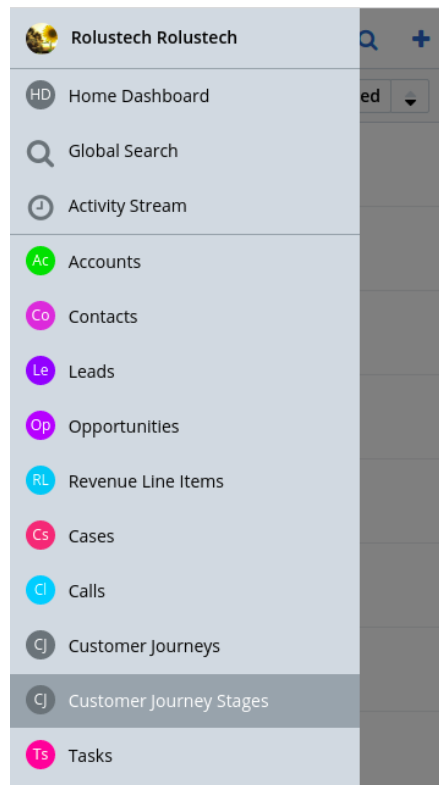 Rolustech Rolustech
HD Home Dashboard
ed
Global Search
Activity Stream
Ac Accounts
Co Contacts
Le Leads
Op Opportunities
RL Revenue Line Items
Cs Cases
Cl Calls
CJ Customer Journeys
CJ Customer Journey Stages
Ts Tasks